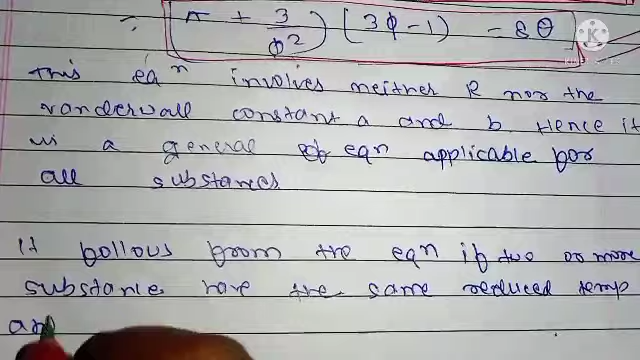 ∴ (π + 3/ϕ²) (3ϕ - 1) = 8θ
This eqn involves neither R nor the
vanderwall constant a and b Hence it
is a general eqn applicable for
all substances
it follows from the eqn if two or more
substance have the same reduced temp
an